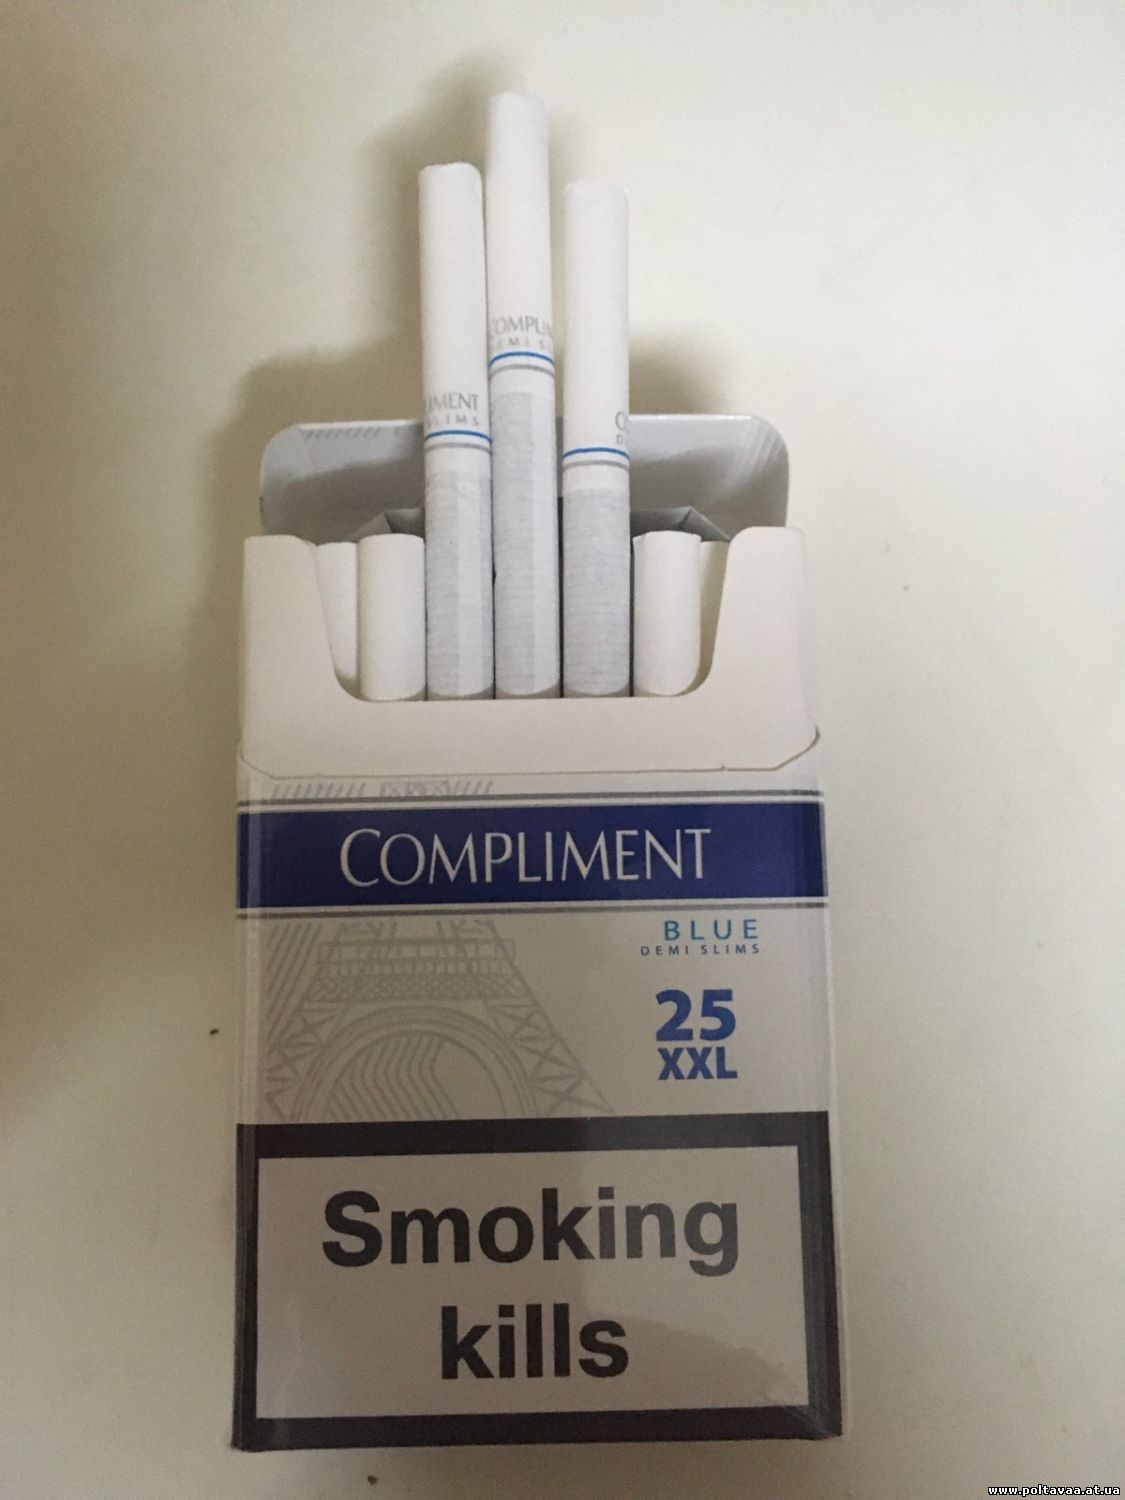 COMPLIMENT
DEMI SLIMS
COMPLIMENT
BLUE
DEMI SLIMS
25
XXL
Smoking
kills
www.poltavaa.at.ua